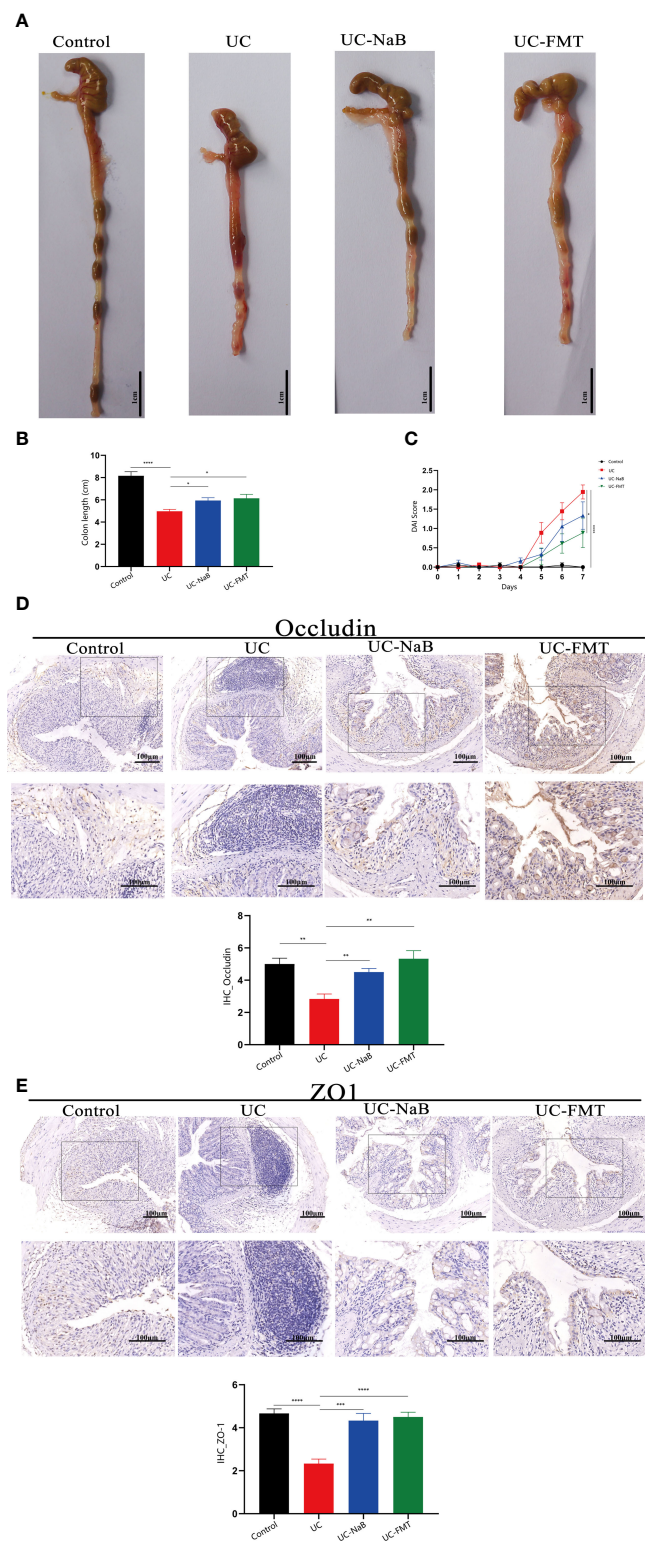 A
Control UC UC-NaB UC-FMT
1cm 1cm 1cm 1cm
B
Colon length (cm)
10
8
6
4
2
0
****
*
*
Control UC UC-NaB UC-FMT
C
DAI Score
2.5
2.0
1.5
1.0
0.5
0.0
0 1 2 3 4 5 6 7
Days
Control
UC
UC-NaB
UC-FMT
*
****
D
Occludin
Control UC UC-NaB UC-FMT
100μm 100μm 100μm 100μm
100μm 100μm 100μm 100μm
IHC_Occludin
8
6
4
2
0
**
**
**
Control UC UC-NaB UC-FMT
E
ZO1
Control UC UC-NaB UC-FMT
100μm 100μm 100μm 100μm
100μm 100μm 100μm 100μm
IHC_ZO-1
6
4
2
0
****
****
***
Control UC UC-NaB UC-FMT